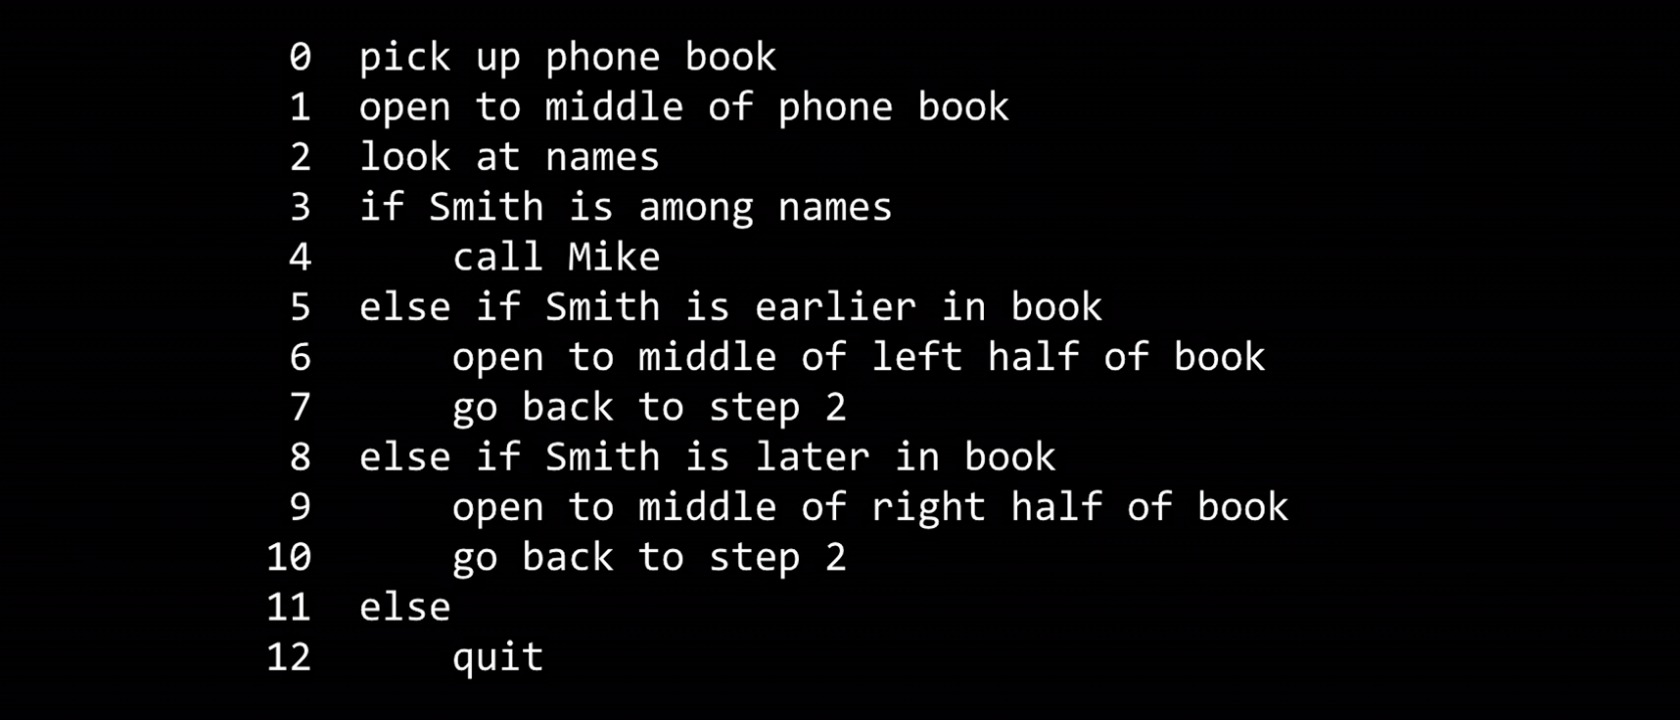 0 pick up phone book
1 open to middle of phone book
2 look at names
3 if Smith is among names
4     call Mike
5 else if Smith is earlier in book
6     open to middle of left half of book
7     go back to step 2
8 else if Smith is later in book
9     open to middle of right half of book
10     go back to step 2
11 else
12     quit